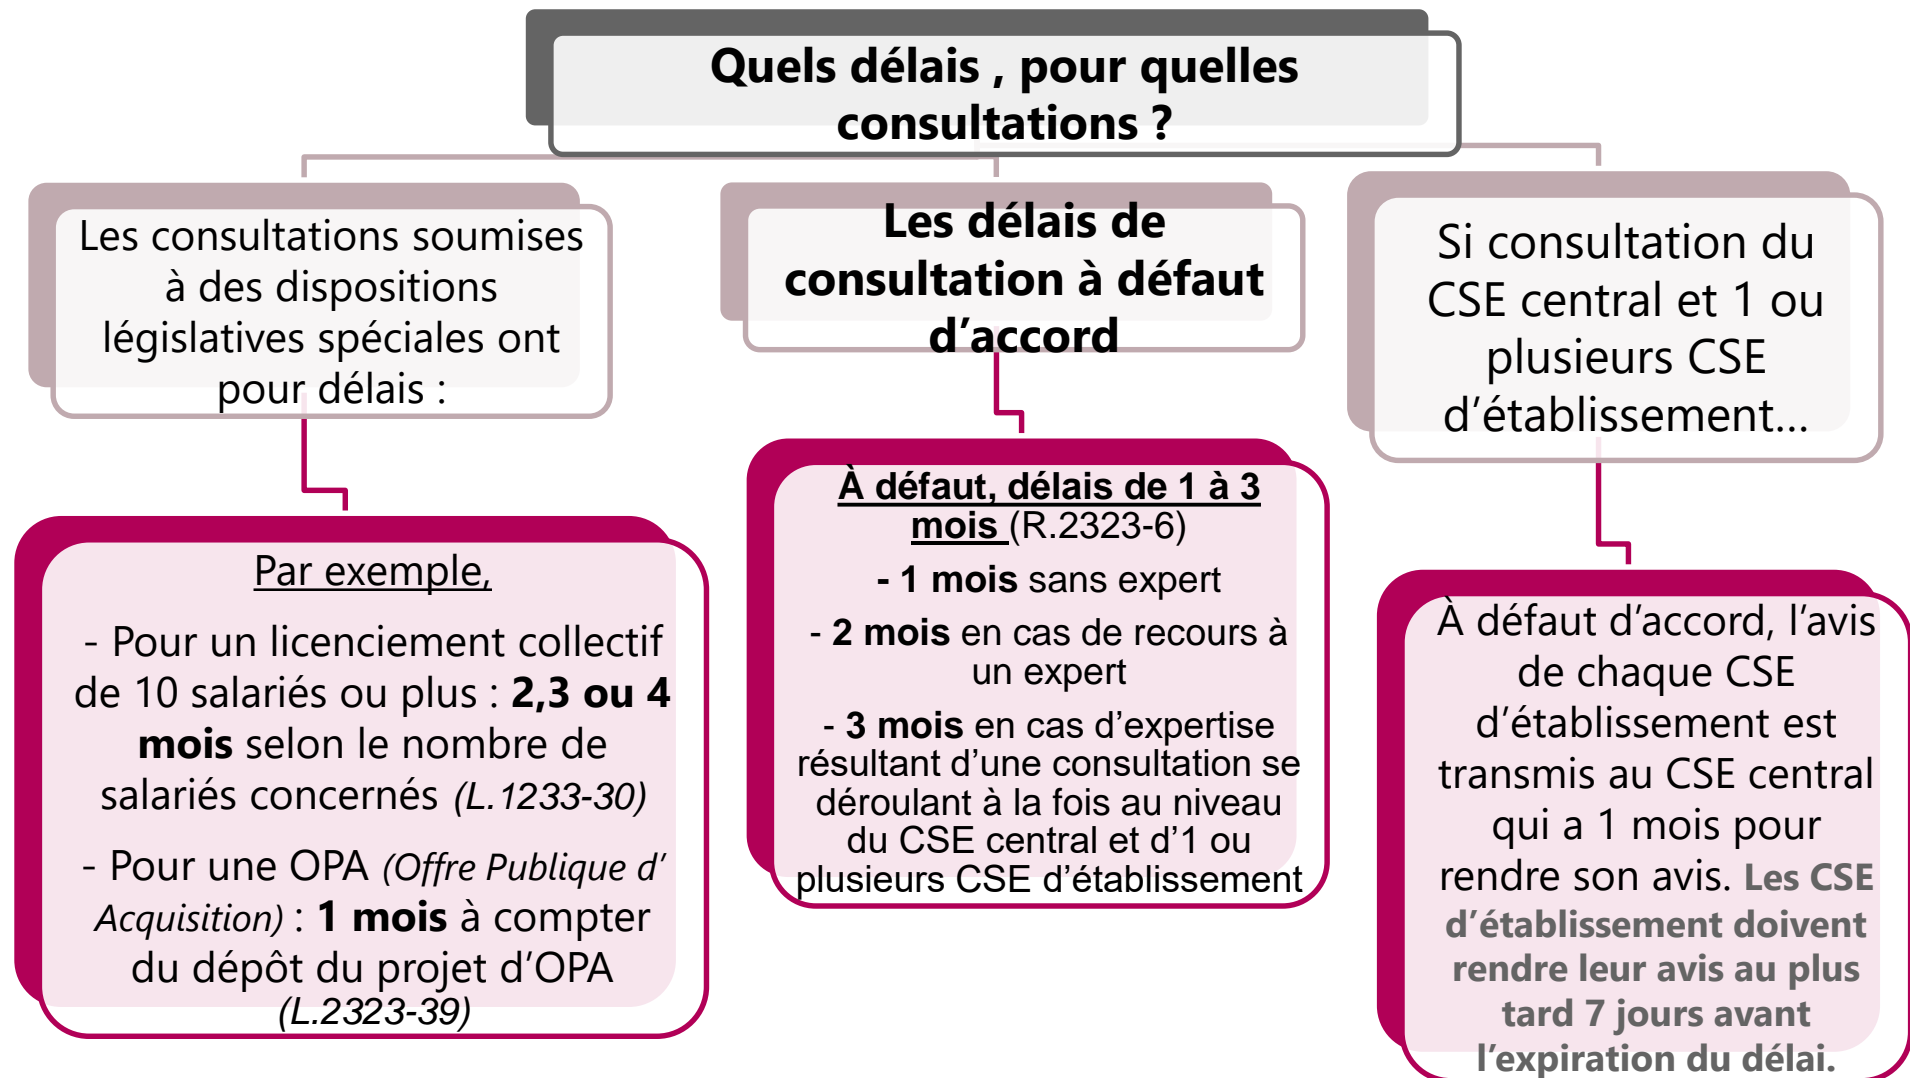 Quels délais , pour quelles
consultations ?
Les consultations soumises
à des dispositions
législatives spéciales ont
pour délais :
Par exemple,
- Pour un licenciement collectif
de 10 salariés ou plus : 2,3 ou 4
mois selon le nombre de
salariés concernés (L.1233-30)
- Pour une OPA (Offre Publique d’
Acquisition) : 1 mois à compter
du dépôt du projet d’OPA
(L.2323-39)
Les délais de
consultation à défaut
d’accord
À défaut, délais de 1 à 3
mois (R.2323-6)
- 1 mois sans expert
- 2 mois en cas de recours à
un expert
- 3 mois en cas d’expertise
résultant d’une consultation se
déroulant à la fois au niveau
du CSE central et d’1 ou
plusieurs CSE d’établissement
Si consultation du
CSE central et 1 ou
plusieurs CSE
d’établissement…
À défaut d’accord, l’avis
de chaque CSE
d’établissement est
transmis au CSE central
qui a 1 mois pour
rendre son avis. Les CSE
d’établissement doivent
rendre leur avis au plus
tard 7 jours avant
l’expiration du délai.